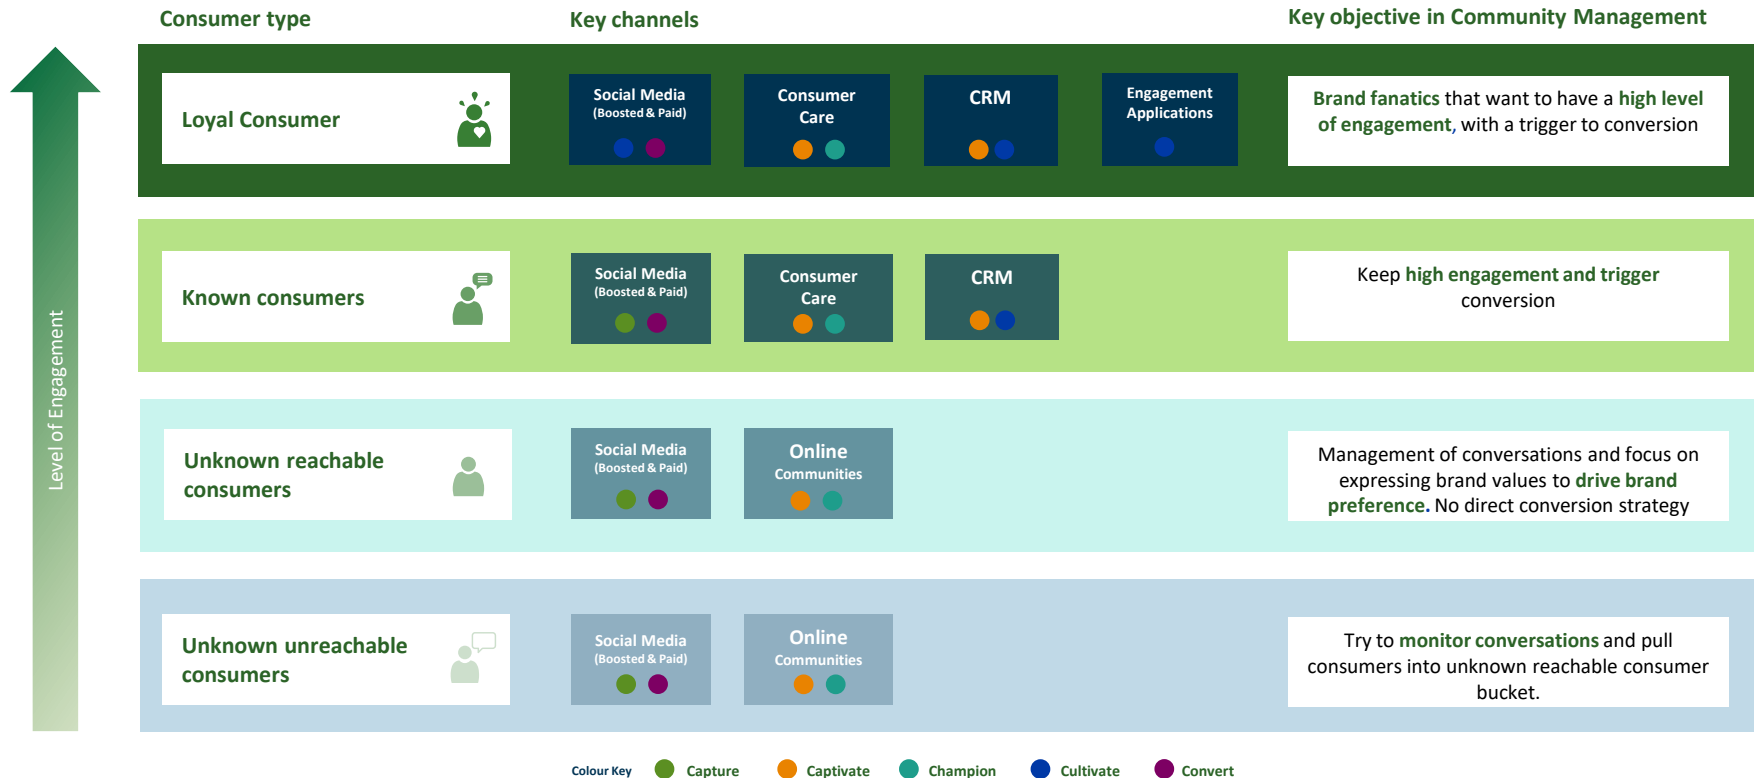 Consumer type
Key channels
Key objective in Community Management
Level of Engagement
Loyal Consumer
Social Media
(Boosted & Paid)
Consumer
Care
CRM
Engagement
Applications
Brand fanatics that want to have a high level
of engagement, with a trigger to conversion
Known consumers
Social Media
(Boosted & Paid)
Consumer
Care
CRM
Keep high engagement and trigger
conversion
Unknown reachable
consumers
Social Media
(Boosted & Paid)
Online
Communities
Management of conversations and focus on
expressing brand values to drive brand
preference. No direct conversion strategy
Unknown unreachable
consumers
Social Media
(Boosted & Paid)
Online
Communities
Try to monitor conversations and pull
consumers into unknown reachable consumer
bucket.
Colour Key
Capture
Captivate
Champion
Cultivate
Convert